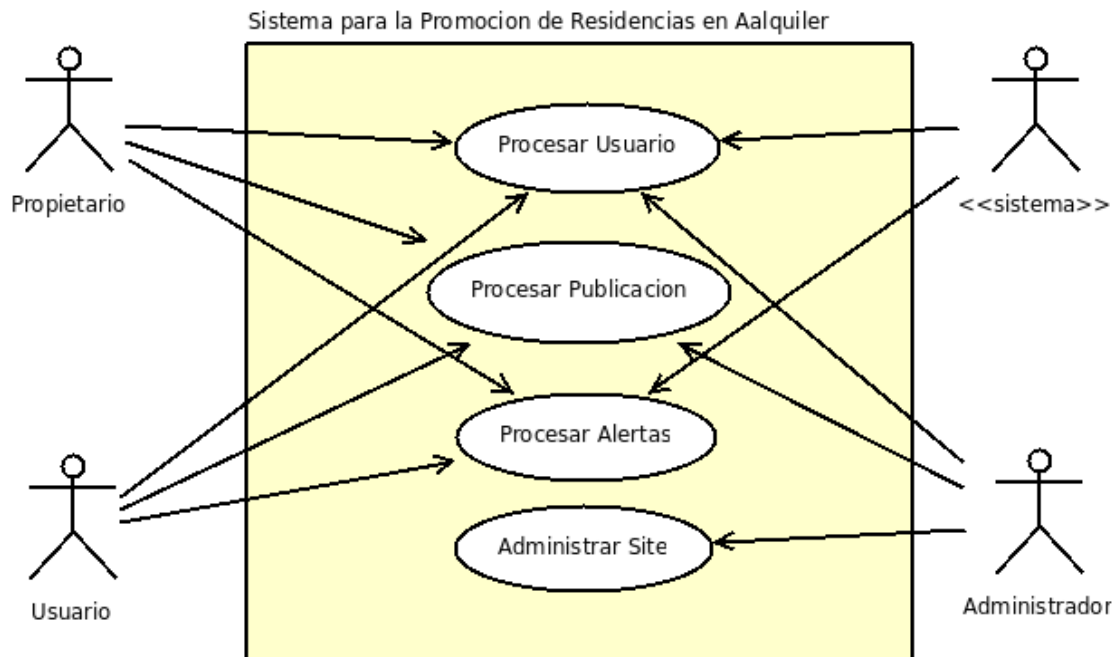 Sistema para la Promocion de Residencias en Aalquiler
Procesar Usuario
Propietario
<<sistema>>
Procesar Publicacion
Procesar Alertas
Administrar Site
Usuario
Administrador